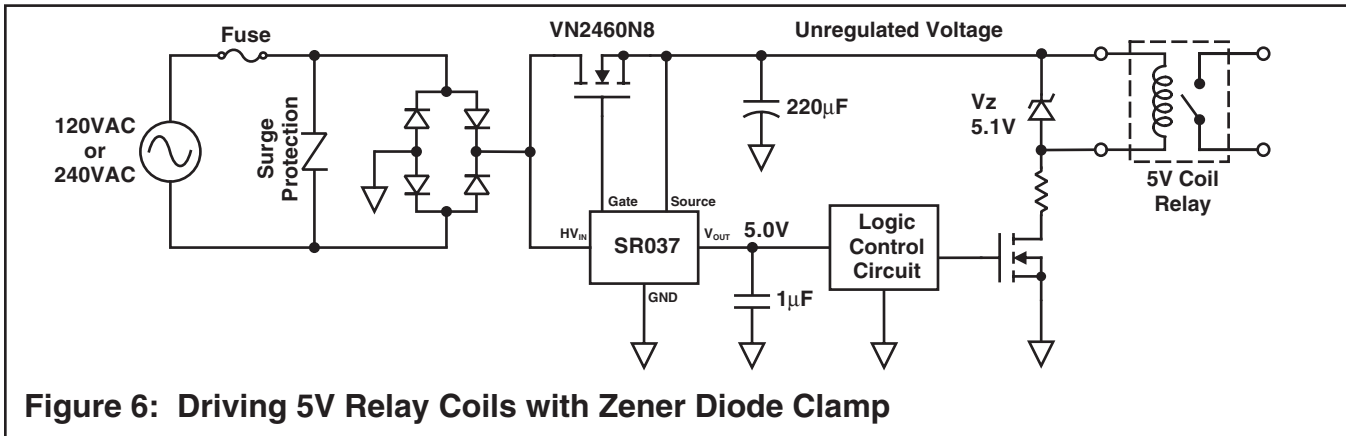 Fuse
VN2460N8
Unregulated Voltage
120VAC
or
240VAC
Surge
Protection
220μF
Vz
5.1V
5V Coil
Relay
Gate
Source
HVIN
SR037
VOUT
5.0V
GND
1μF
Logic
Control
Circuit
Figure 6: Driving 5V Relay Coils with Zener Diode Clamp